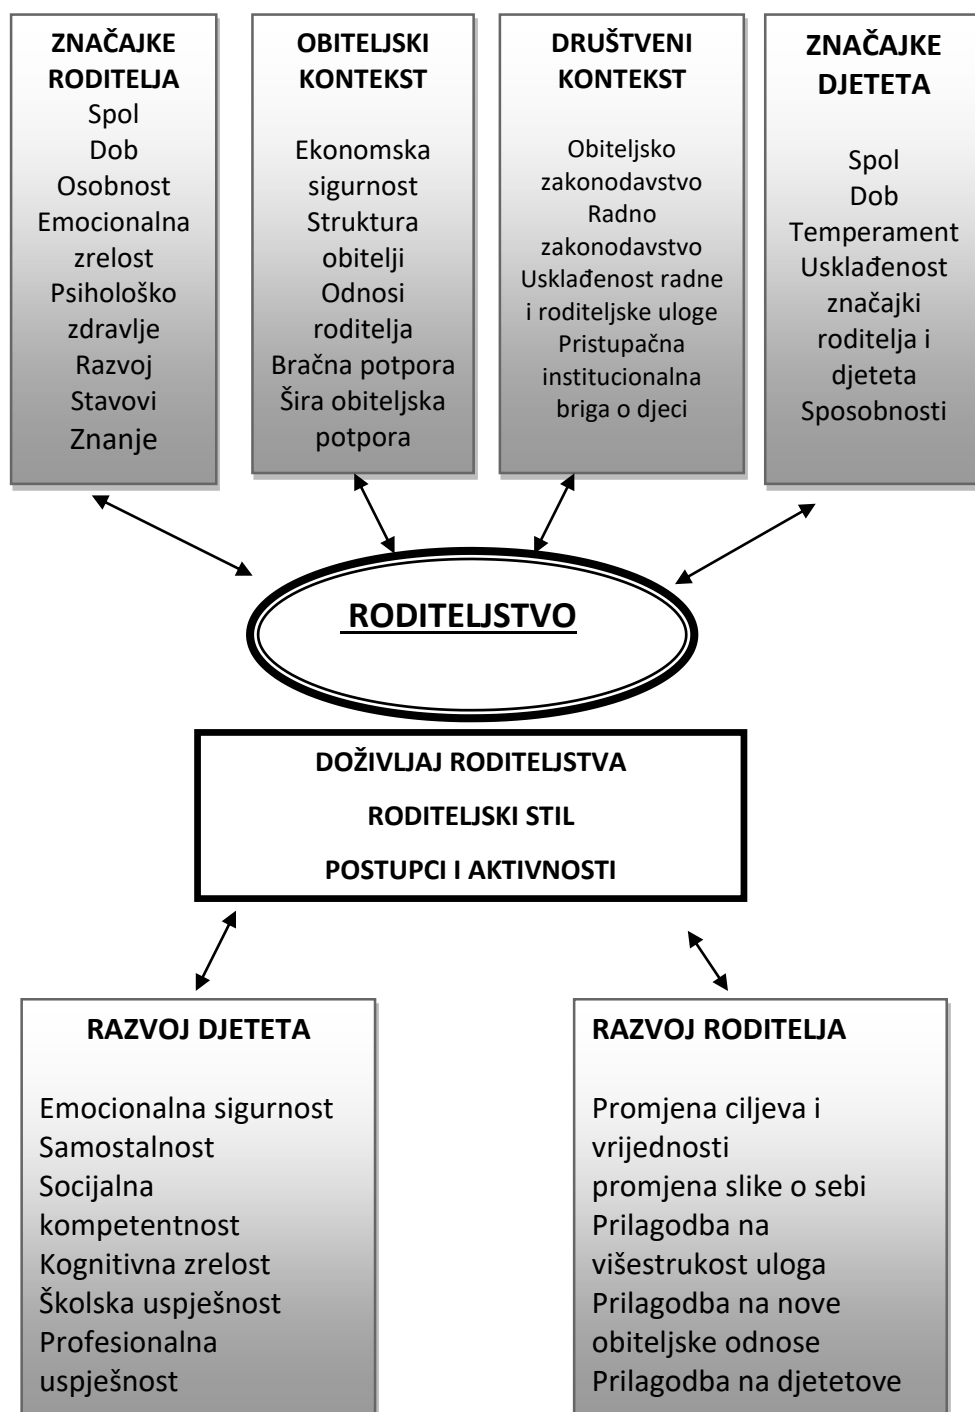 ZNAČAJKE
RODITELJA
Spol
Dob
Osobnost
Emocionalna
zrelost
Psihološko
zdravlje
Razvoj
Stavovi
Znanje
OBITELJSKI
KONTEKST
Ekonomska
sigurnost
Struktura
obitelji
Odnosi
roditelja
Bračna potpora
Šira obiteljska
potpora
DRUŠTVENI
KONTEKST
Obiteljsko
zakonodavstvo
Radno
zakonodavstvo
Usklađenost radne
i roditeljske uloge
Pristupačna
institucionalna
briga o djeci
ZNAČAJKE
DJETETA
Spol
Dob
Temperament
Usklađenost
značajki
roditelja i
djeteta
Sposobnosti
RODITELJSTVO
DOŽIVLJAJ RODITELJSTVA
RODITELJSKI STIL
POSTUPCI I AKTIVNOSTI
RAZVOJ DJETETA
Emocionalna sigurnost
Samostalnost
Socijalna
kompetentnost
Kognitivna zrelost
Školska uspješnost
Profesionalna
uspješnost
RAZVOJ RODITELJA
Promjena ciljeva i
vrijednosti
promjena slike o sebi
Prilagodba na
višestrukost uloga
Prilagodba na nove
obiteljske odnose
Prilagodba na djetetove